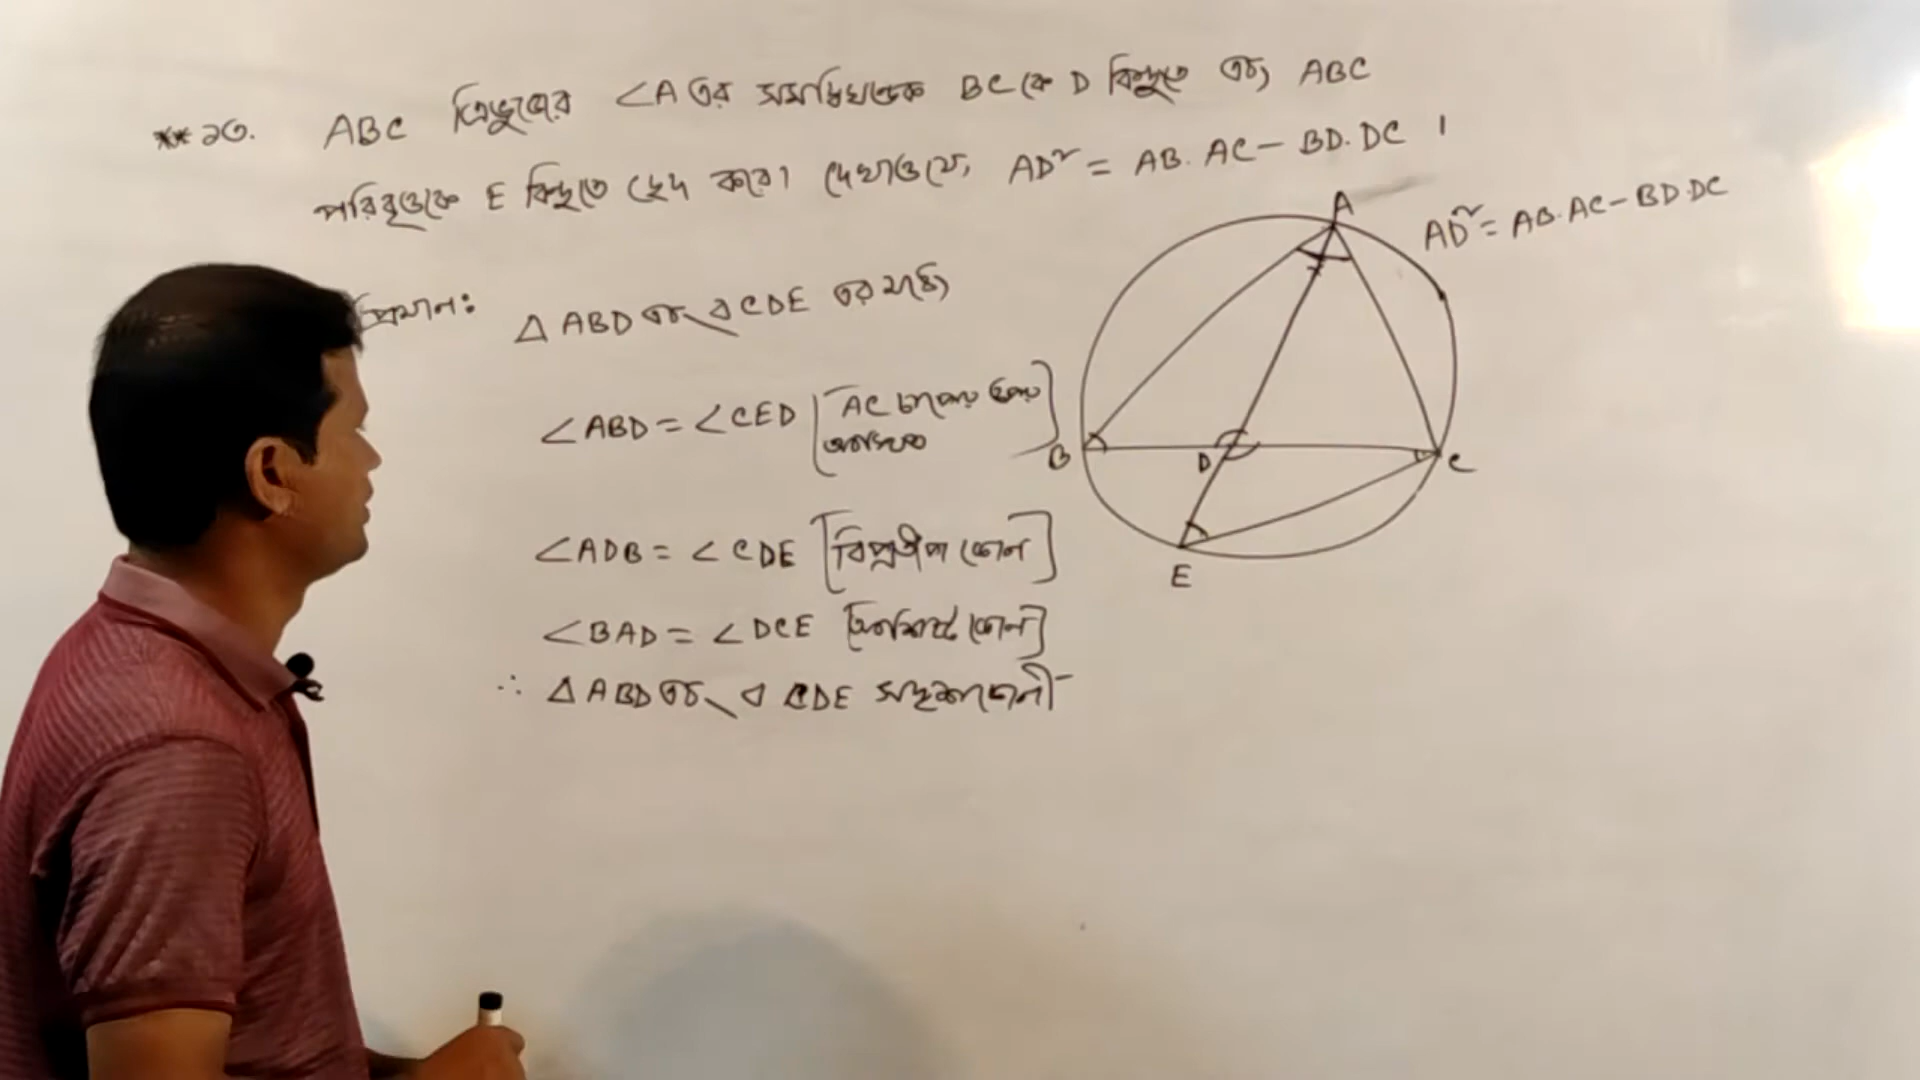 ** ১৩. ABC ত্রিভুজের ∠A এর সমদ্বিখণ্ডক BC কে D বিন্দুতে এবং ABC
পরিবৃত্তকে E বিন্দুতে ছেদ করে। দেখাও যে, AD² = AB. AC − BD. DC ।
প্রমাণ: Δ ABD এবং Δ CDE এর মধ্যে
∠ABD = ∠CED [AC চাপের উপর
অবস্থিত]
∠ADB = ∠CDE [বিপ্রতীপ কোণ]
∠BAD = ∠DCE [অবশিষ্ট কোণ]
∴ Δ ABD এবং Δ CDE সদৃশকোণী
A
AD² = AB. AC − BD. DC
B
D
C
E